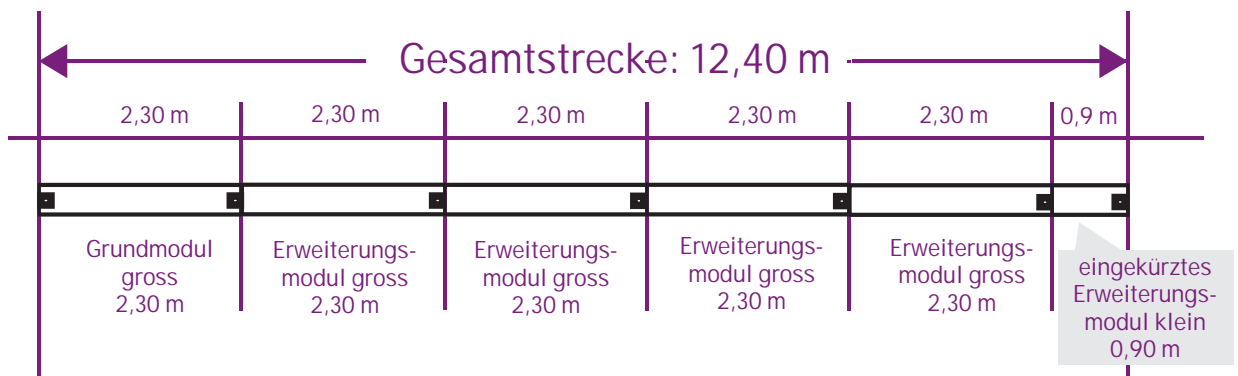 Gesamtstrecke: 12,40 m
2,30 m
2,30 m
2,30 m
2,30 m
2,30 m
0,9 m
Grundmodul
gross
2,30 m
Erweiterungs-
modul gross
2,30 m
Erweiterungs-
modul gross
2,30 m
Erweiterungs-
modul gross
2,30 m
Erweiterungs-
modul gross
2,30 m
eingekürztes
Erweiterungs-
modul klein
0,90 m